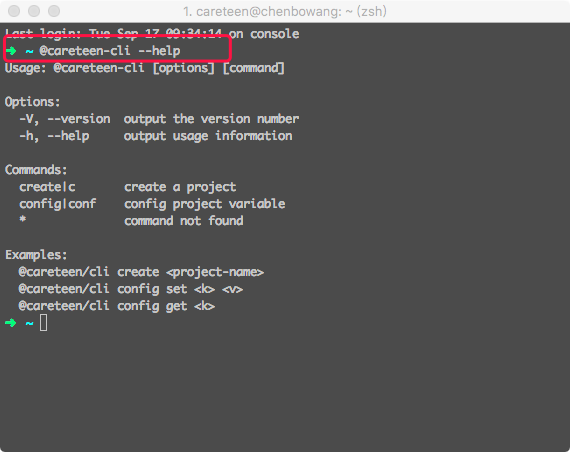 1. careteen@chenbowang: ~ (zsh)
Last login: Tue Sep 17 09:34:14 on console
➜ ~ @careteen-cli --help
Usage: @careteen-cli [options] [command]
Options:
-V, --version output the version number
-h, --help output usage information
Commands:
create|c create a project
config|conf config project variable
* command not found
Examples:
@careteen/cli create <project-name>
@careteen/cli config set <k> <v>
@careteen/cli config get <k>
➜ ~